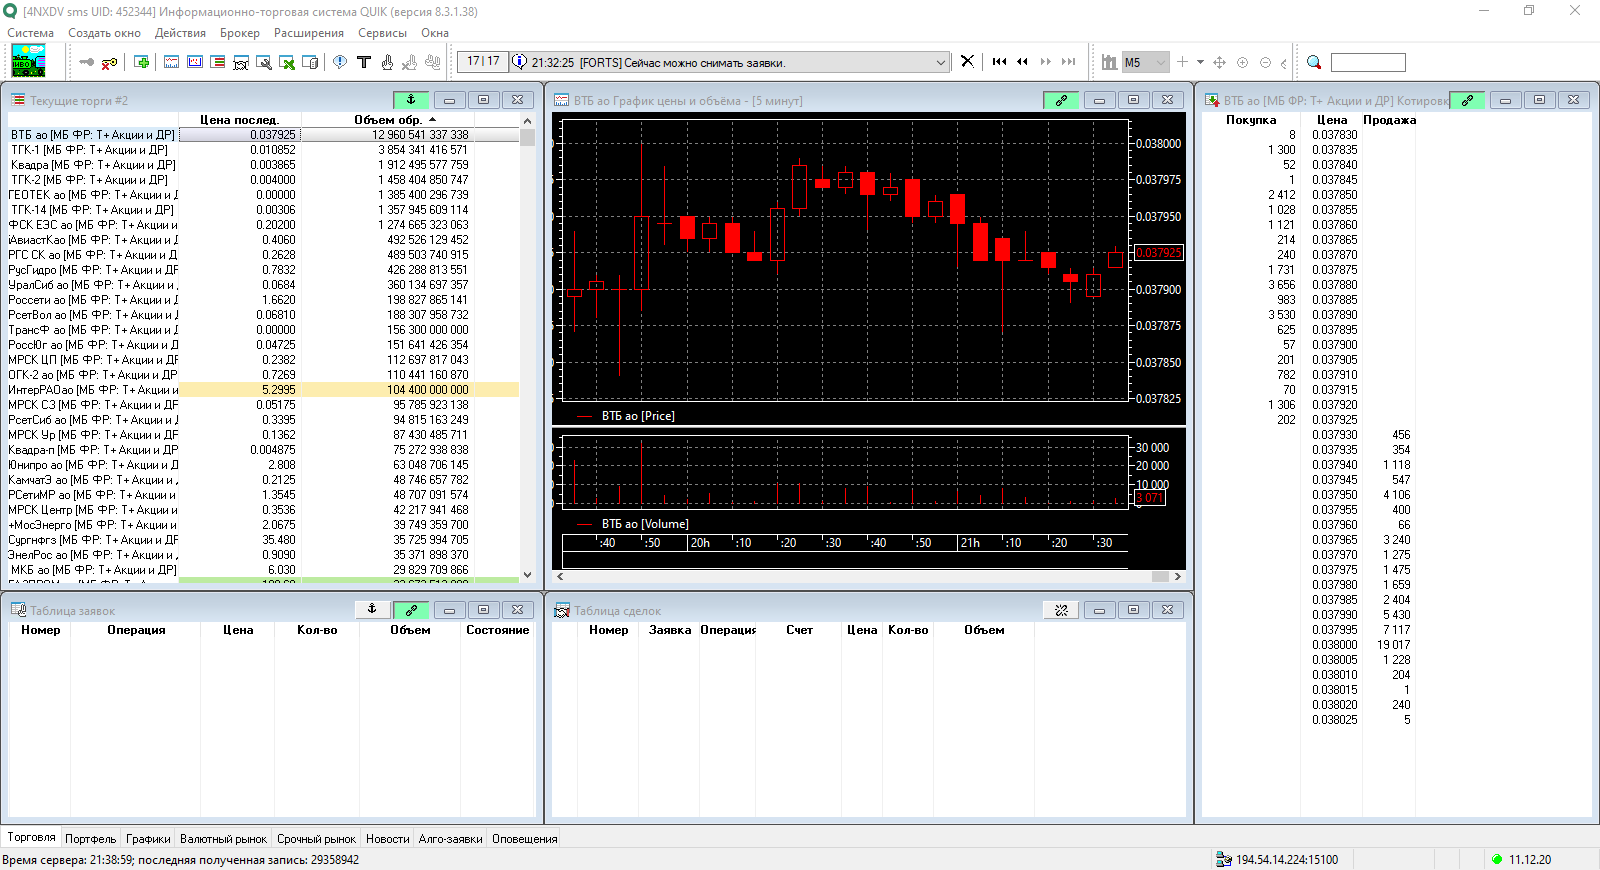 [4NXDV sms UID: 452344] Информационно-торговая система QUIK (версия 8.3.1.38)
Система Создать окно Действия Брокер Расширения Сервисы Окна
17 | 17 21:32:25 [FORTS] Сейчас можно снимать заявки. M5
Текущие торги #2
Цена послед. Объем обр.
ВТБ ао [МБ ФР: Т+ Акции и ДР] 0.037925 12 960 541 337 338
ТГК-1 [МБ ФР: Т+ Акции и ДР] 0.010852 3 854 341 416 571
Квадра [МБ ФР: Т+ Акции и ДР] 0.003865 1 912 495 577 759
ТГК-2 [МБ ФР: Т+ Акции и ДР] 0.004000 1 458 404 850 747
ГЕОТЕК ао [МБ ФР: Т+ Акции и Д 0.00000 1 385 400 296 739
ТГК-14 [МБ ФР: Т+ Акции и ДР] 0.00306 1 357 945 609 114
ФСК ЕЭС ао [МБ ФР: Т+ Акции и 0.20200 1 274 665 323 063
АвиастКао [МБ ФР: Т+ Акции и Д 0.4060 492 526 129 452
РГС СК ао [МБ ФР: Т+ Акции и Д 0.2628 489 503 740 915
РусГидро [МБ ФР: Т+ Акции и ДР 0.7832 426 288 813 551
УралСиб ао [МБ ФР: Т+ Акции и 0.0684 360 134 697 357
Россети ао [МБ ФР: Т+ Акции и 1.6620 198 827 865 141
РсетВол ао [МБ ФР: Т+ Акции и 0.06810 188 307 958 732
ТрансФ ао [МБ ФР: Т+ Акции и Д 0.00000 156 300 000 000
РоссЮг ао [МБ ФР: Т+ Акции и Д 0.04725 151 641 426 354
МРСК ЦП [МБ ФР: Т+ Акции и ДР 0.2382 112 697 817 043
ОГК-2 ао [МБ ФР: Т+ Акции и ДР 0.7269 110 441 160 870
ИнтерРАОао [МБ ФР: Т+ Акции и 5.2995 104 400 000 000
МРСК СЗ [МБ ФР: Т+ Акции и ДР 0.05175 95 785 923 138
РсетСиб ао [МБ ФР: Т+ Акции и 0.3395 94 815 163 249
МРСК Ур [МБ ФР: Т+ Акции и ДР 0.1362 87 430 485 711
Квадра-п [МБ ФР: Т+ Акции и ДР 0.004875 75 272 938 838
Юнипро ао [МБ ФР: Т+ Акции и Д 2.808 63 048 706 145
КамчатЭ ао [МБ ФР: Т+ Акции и 0.2125 48 746 657 782
РСетиМР ао [МБ ФР: Т+ Акции и 1.3545 48 707 091 574
МРСК Центр [МБ ФР: Т+ Акции и 0.3536 42 217 941 468
+МосЭнерго [МБ ФР: Т+ Акции и 2.0675 39 749 359 700
Сургнфгз [МБ ФР: Т+ Акции и ДР 35.480 35 725 994 705
ЭнелРос ао [МБ ФР: Т+ Акции и 0.9090 35 371 898 370
МКБ ао [МБ ФР: Т+ Акции и ДР] 6.030 29 829 709 866
ВТБ ао График цены и объёма - [5 минут]
0.038000
0.037975
0.037950
0.037925
0.037900
0.037875
0.037850
0.037825
ВТБ ао [Price]
30 000
20 000
10 000
3 071
0
ВТБ ао [Volume]
:40 :50 20h :10 :20 :30 :40 :50 21h :10 :20 :30
ВТБ ао [МБ ФР: Т+ Акции и ДР] Котировк
Покупка Цена Продажа
8 0.037830
1 300 0.037835
52 0.037840
1 0.037845
2 412 0.037850
1 028 0.037855
1 121 0.037860
214 0.037865
240 0.037870
1 731 0.037875
3 656 0.037880
983 0.037885
3 530 0.037890
625 0.037895
57 0.037900
201 0.037905
782 0.037910
70 0.037915
1 306 0.037920
202 0.037925
0.037930 456
0.037935 354
0.037940 1 118
0.037945 547
0.037950 4 106
0.037955 400
0.037960 66
0.037965 3 240
0.037970 1 275
0.037975 1 475
0.037980 1 659
0.037985 2 404
0.037990 5 430
0.037995 7 117
0.038000 19 017
0.038005 1 228
0.038010 204
0.038015 1
0.038020 240
0.038025 5
Таблица заявок
Номер Операция Цена Кол-во Объем Состояние
Таблица сделок
Номер Заявка Операция Счет Цена Кол-во Объем
Торговля Портфель Графики Валютный рынок Срочный рынок Новости Алго-заявки Оповещения
Время сервера: 21:38:59; последняя полученная запись: 29358942 194.54.14.224:15100 11.12.20